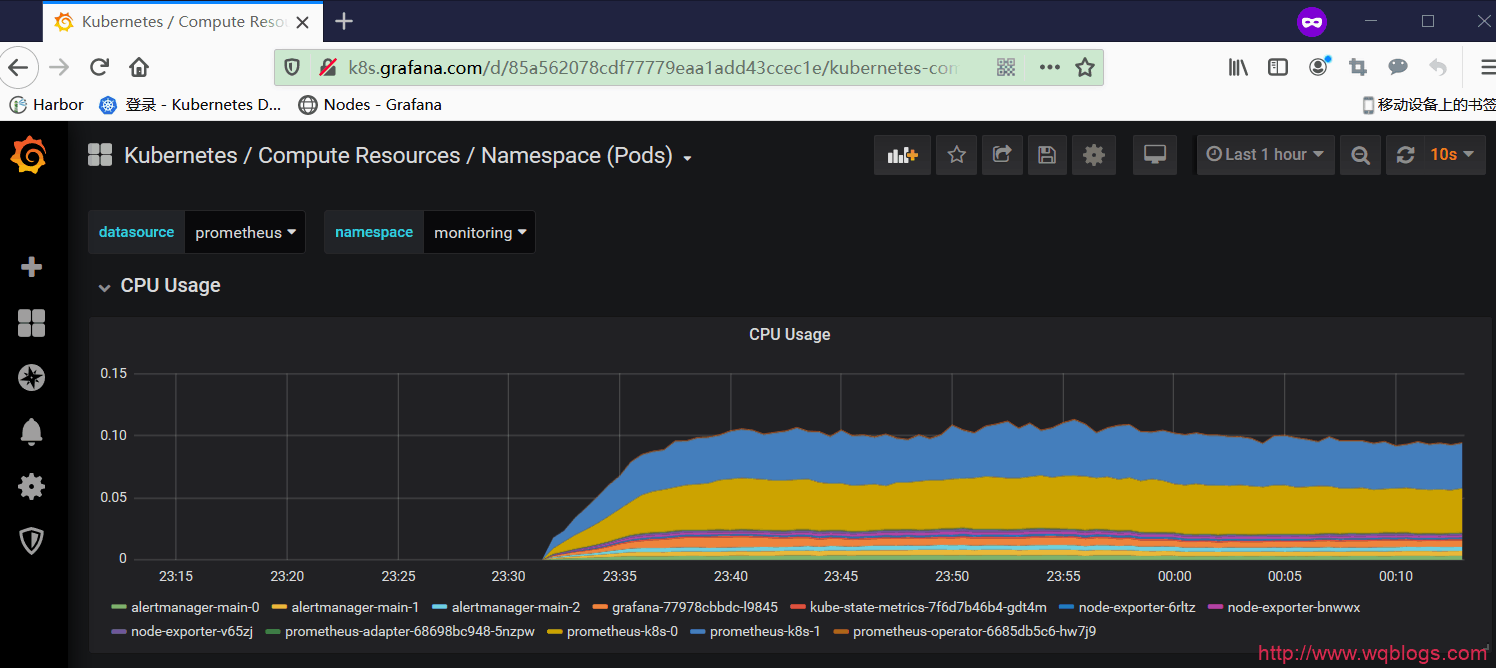 Kubernetes / Compute Reso
k8s.grafana.com/d/85a562078cdf77779eaa1add43ccec1e/kubernetes-com
Harbor 登录 - Kubernetes D... Nodes - Grafana 移动设备上的书签
Kubernetes / Compute Resources / Namespace (Pods) Last 1 hour 10s
datasource prometheus namespace monitoring
CPU Usage
CPU Usage
0.15
0.10
0.05
0
23:15 23:20 23:25 23:30 23:35 23:40 23:45 23:50 23:55 00:00 00:05 00:10
alertmanager-main-0 alertmanager-main-1 alertmanager-main-2 grafana-77978cbbdc-l9845 kube-state-metrics-7f6d7b46b4-gdt4m node-exporter-6rltz node-exporter-bnwwx
node-exporter-v65zj prometheus-adapter-68698bc948-5nzpw prometheus-k8s-0 prometheus-k8s-1 prometheus-operator-6685db5c6-hw7j9
http://www.wqblogs.com